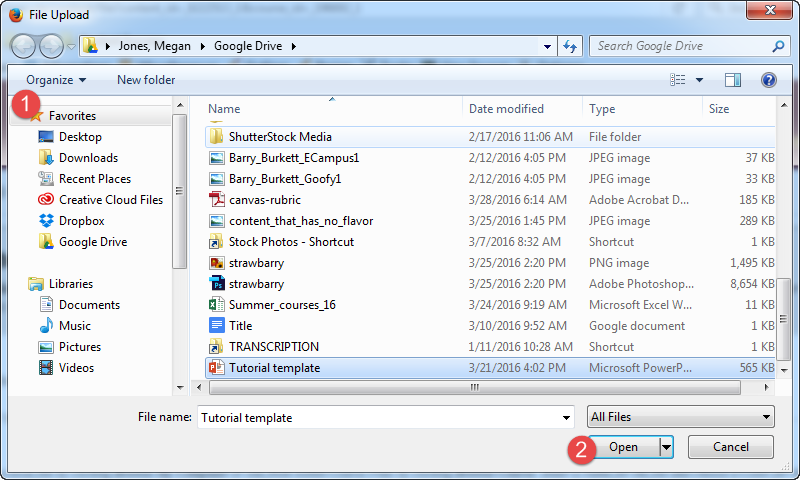 File Upload
Jones, Megan Google Drive Search Google Drive
Organize New folder
1
Favorites
Desktop
Downloads
Recent Places
Creative Cloud Files
Dropbox
Google Drive
Libraries
Documents
Music
Pictures
Videos
Name Date modified Type Size
ShutterStock Media 2/17/2016 11:06 AM File folder
Barry_Burkett_ECampus1 2/12/2016 4:05 PM JPEG image 37 KB
Barry_Burkett_Goofy1 2/12/2016 4:05 PM JPEG image 33 KB
canvas-rubric 3/28/2016 6:14 AM Adobe Acrobat D... 185 KB
content_that_has_no_flavor 3/25/2016 1:45 PM JPEG image 289 KB
Stock Photos - Shortcut 3/7/2016 8:32 AM Shortcut 1 KB
strawbarry 3/25/2016 2:20 PM PNG image 1,495 KB
strawbarry 3/25/2016 2:20 PM Adobe Photoshop... 8,654 KB
Summer_courses_16 3/24/2016 9:19 AM Microsoft Excel W... 11 KB
Title 3/10/2016 9:52 AM Google document 1 KB
TRANSCRIPTION 1/11/2016 10:28 AM Shortcut 1 KB
Tutorial template 3/21/2016 4:02 PM Microsoft PowerP... 565 KB
File name: Tutorial template All Files
2 Open Cancel